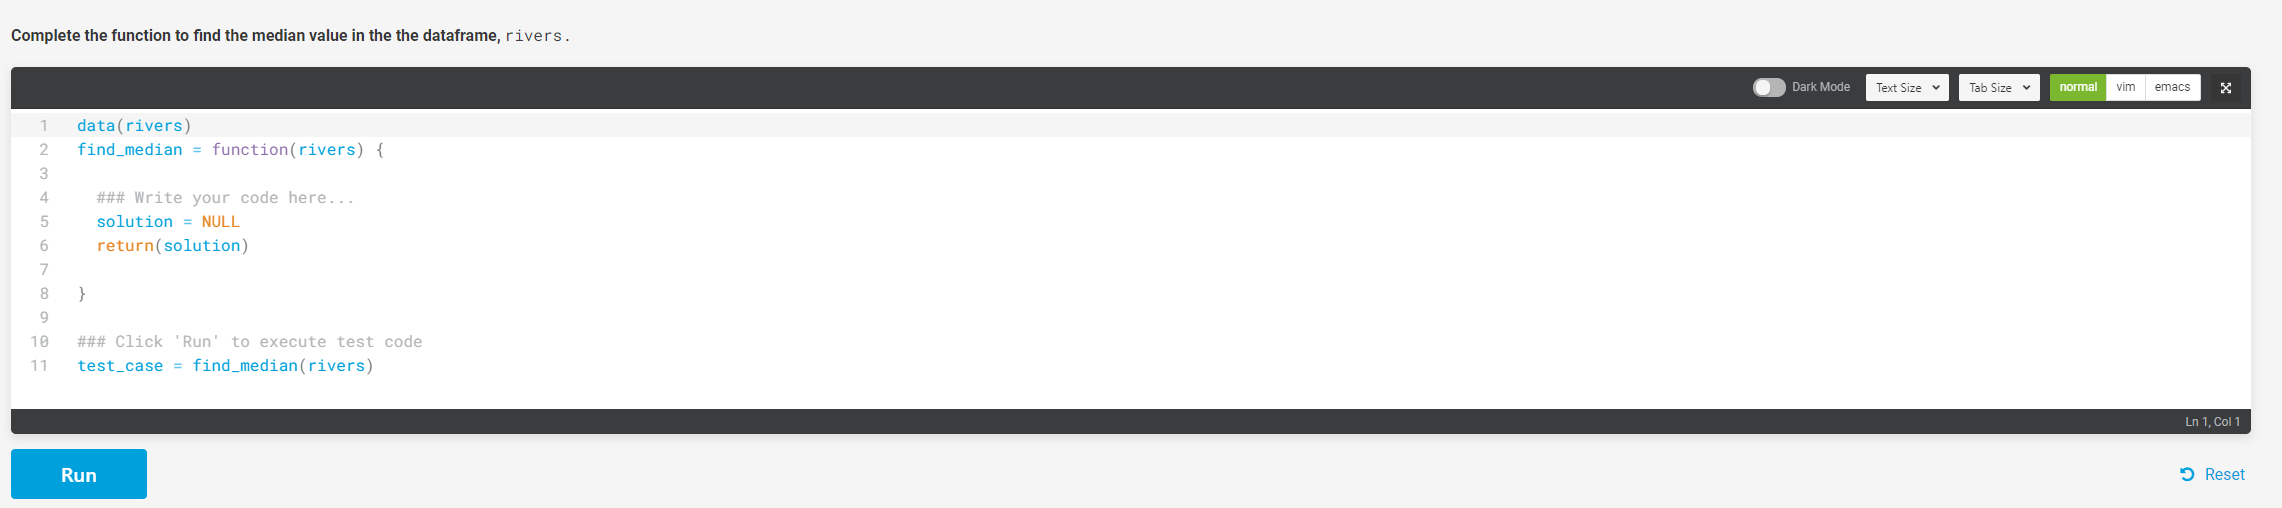 Complete the function to find the median value in the the dataframe, rivers.
Dark Mode Text Size Tab Size normal vim emacs
1 data(rivers)
2 find_median = function(rivers) {
3
4 ### Write your code here...
5 solution = NULL
6 return(solution)
7
8 }
9
10 ### Click 'Run' to execute test code
11 test_case = find_median(rivers)
Ln 1, Col 1
Run Reset